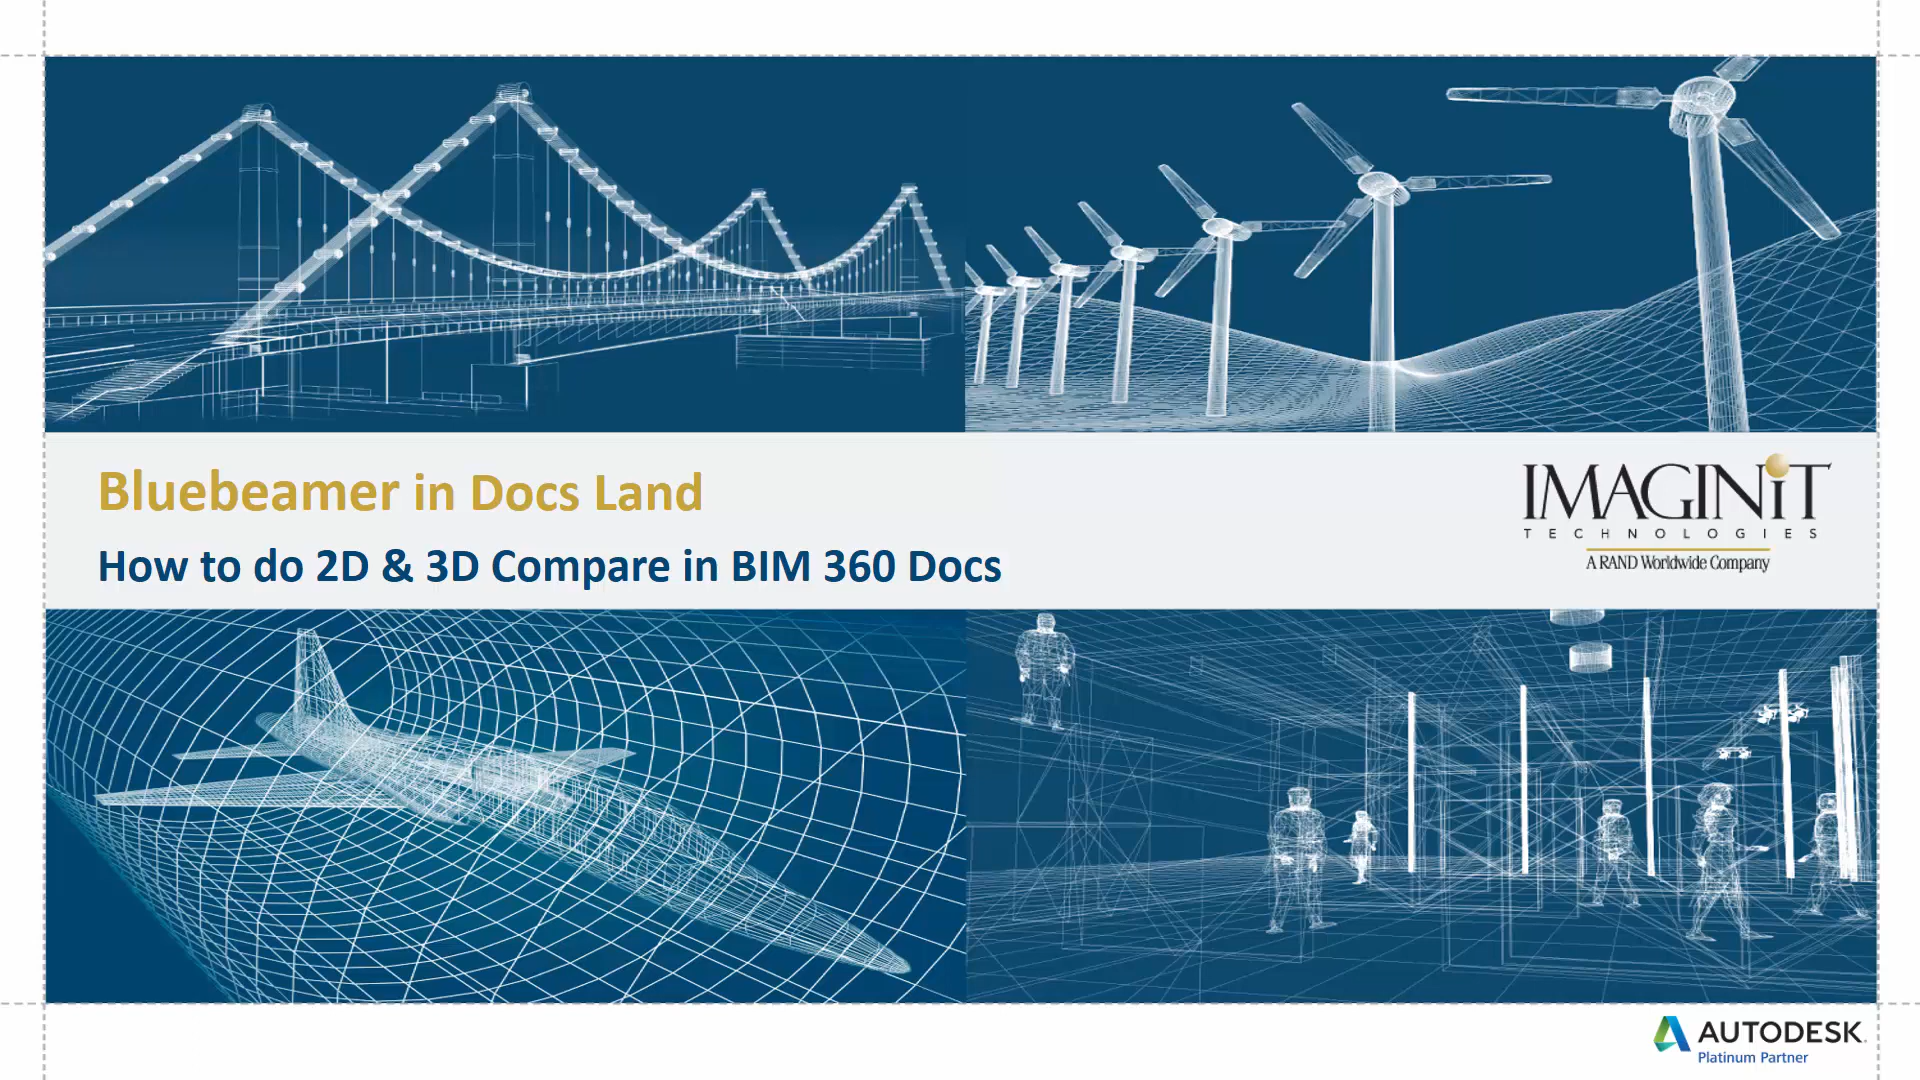 Bluebeamer in Docs Land
How to do 2D & 3D Compare in BIM 360 Docs
IMAGINiT
TECHNOLOGIES
A RAND Worldwide Company
AUTODESK
Platinum Partner